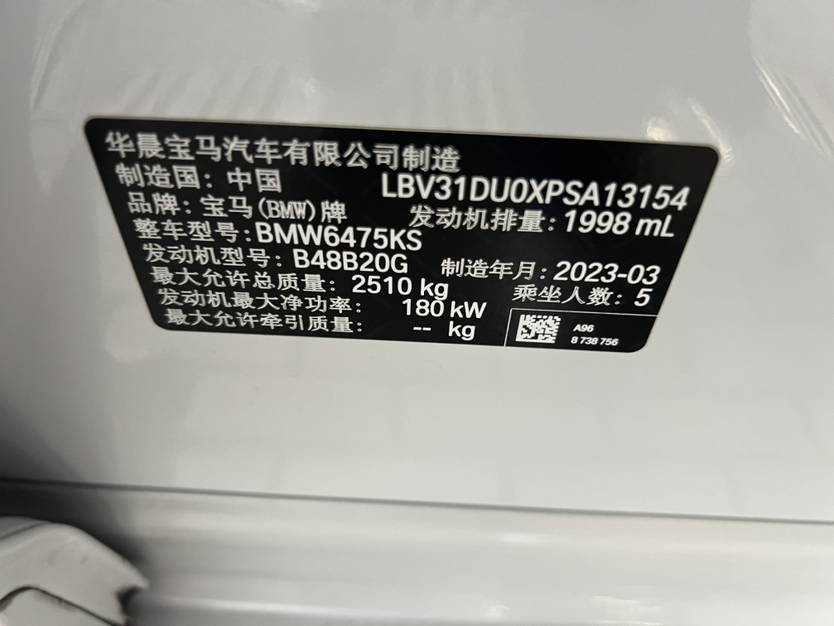 华晨宝马汽车有限公司制造
制造国：中国 LBV31DU0XPSA13154
品牌：宝马(BMW)牌 发动机排量：1998 mL
整车型号：BMW6475KS
发动机型号：B48B20G 制造年月：2023-03
最大允许总质量：2510 kg 乘坐人数：5
发动机最大净功率：180 kW
最大允许牵引质量：-- kg
A96
8 738 756